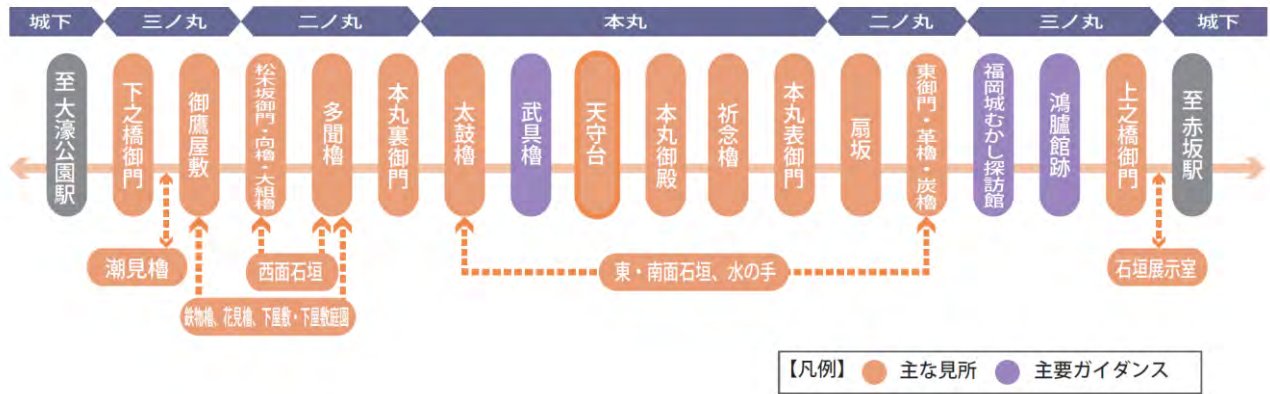 城下
三ノ丸
二ノ丸
本丸
二ノ丸
三ノ丸
城下
至 大濠公園駅
下之橋御門
御鷹屋敷
松木坂御門・向櫓・大組櫓
多聞櫓
本丸裏御門
太鼓櫓
武具櫓
天守台
本丸御殿
祈念櫓
本丸表御門
扇坂
東御門・革櫓・炭櫓
福岡城むかし探訪館
鴻臚館跡
上之橋御門
至 赤坂駅
潮見櫓
西面石垣
東・南面石垣、水の手
石垣展示室
鉄物櫓、花見櫓、下屋敷・下屋敷庭園
【凡例】 主な見所 主要ガイダンス